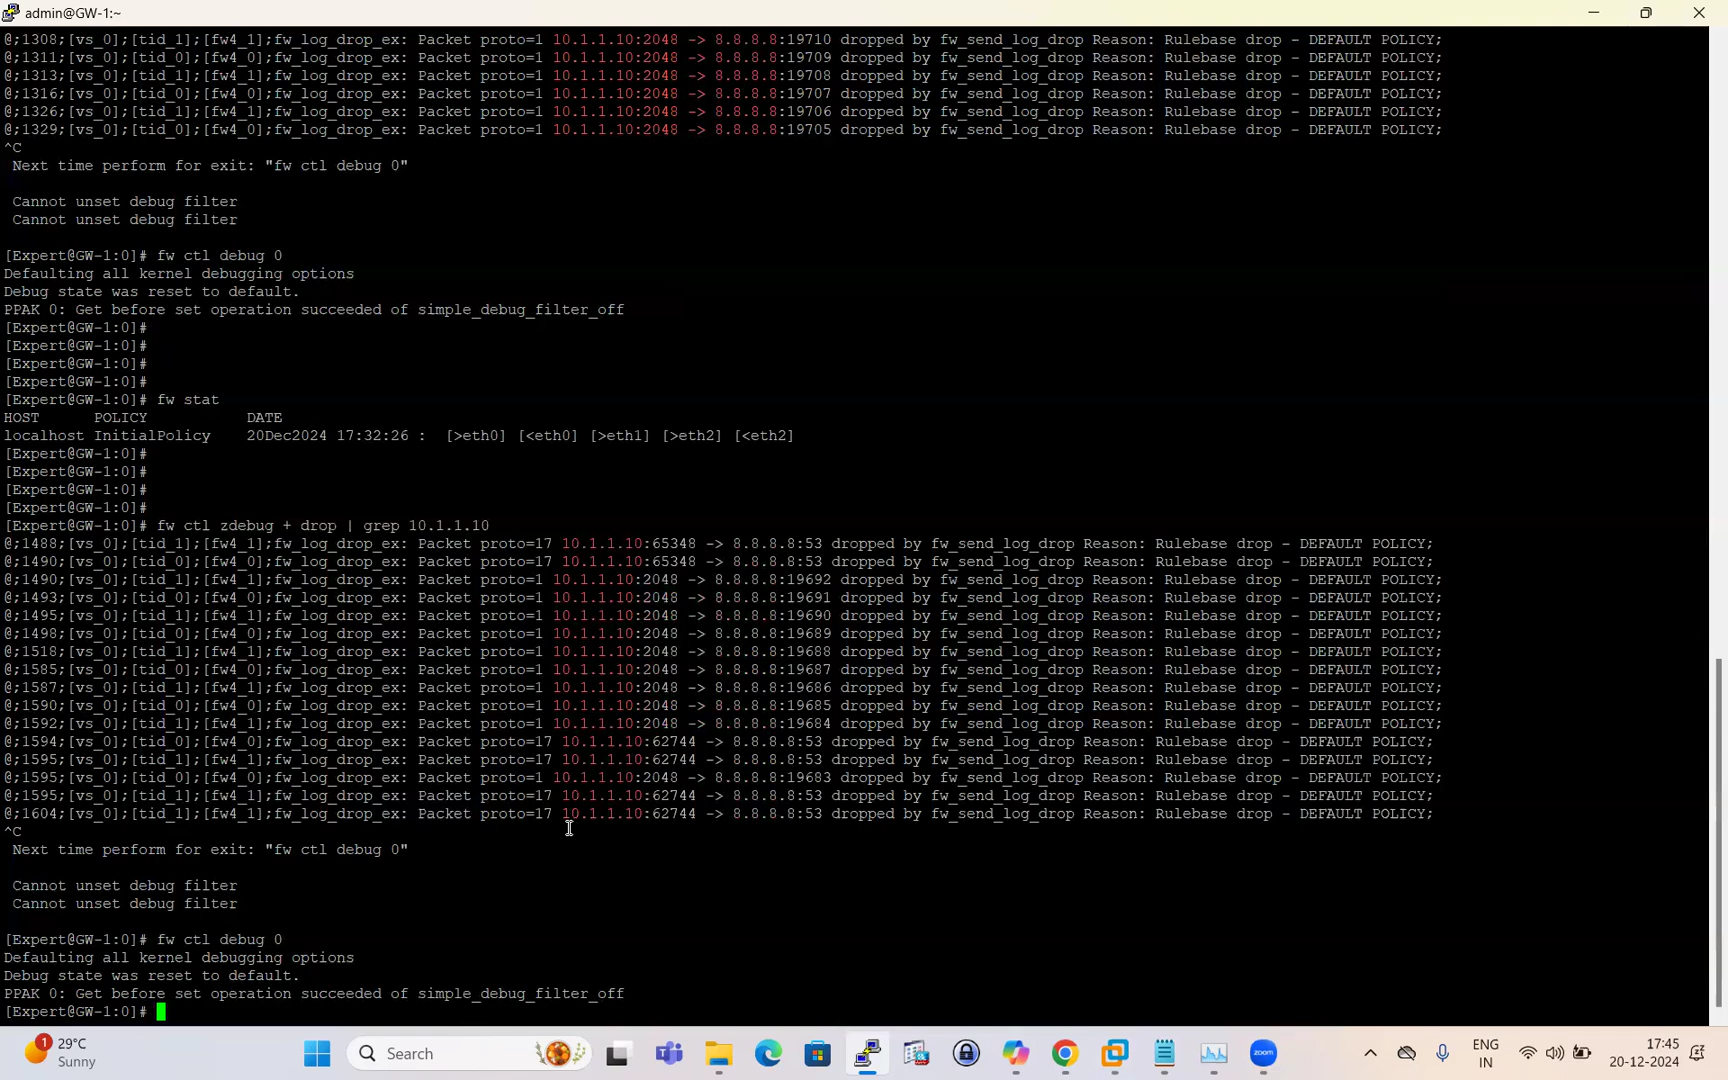 admin@GW-1:~
@;1308;[vs_0];[tid_1];[fw4_1];fw_log_drop_ex: Packet proto=1 10.1.1.10:2048 -> 8.8.8.8:19710 dropped by fw_send_log_drop Reason: Rulebase drop - DEFAULT POLICY;
@;1311;[vs_0];[tid_0];[fw4_0];fw_log_drop_ex: Packet proto=1 10.1.1.10:2048 -> 8.8.8.8:19709 dropped by fw_send_log_drop Reason: Rulebase drop - DEFAULT POLICY;
@;1313;[vs_0];[tid_1];[fw4_1];fw_log_drop_ex: Packet proto=1 10.1.1.10:2048 -> 8.8.8.8:19708 dropped by fw_send_log_drop Reason: Rulebase drop - DEFAULT POLICY;
@;1316;[vs_0];[tid_0];[fw4_0];fw_log_drop_ex: Packet proto=1 10.1.1.10:2048 -> 8.8.8.8:19707 dropped by fw_send_log_drop Reason: Rulebase drop - DEFAULT POLICY;
@;1326;[vs_0];[tid_1];[fw4_1];fw_log_drop_ex: Packet proto=1 10.1.1.10:2048 -> 8.8.8.8:19706 dropped by fw_send_log_drop Reason: Rulebase drop - DEFAULT POLICY;
@;1329;[vs_0];[tid_0];[fw4_0];fw_log_drop_ex: Packet proto=1 10.1.1.10:2048 -> 8.8.8.8:19705 dropped by fw_send_log_drop Reason: Rulebase drop - DEFAULT POLICY;
^C
Next time perform for exit: "fw ctl debug 0"
Cannot unset debug filter
Cannot unset debug filter
[Expert@GW-1:0]# fw ctl debug 0
Defaulting all kernel debugging options
Debug state was reset to default.
PPAK 0: Get before set operation succeeded of simple_debug_filter_off
[Expert@GW-1:0]#
[Expert@GW-1:0]#
[Expert@GW-1:0]#
[Expert@GW-1:0]#
[Expert@GW-1:0]# fw stat
HOST POLICY DATE
localhost InitialPolicy 20Dec2024 17:32:26 : [>eth0] [<eth0] [>eth1] [>eth2] [<eth2]
[Expert@GW-1:0]#
[Expert@GW-1:0]#
[Expert@GW-1:0]#
[Expert@GW-1:0]#
[Expert@GW-1:0]# fw ctl zdebug + drop | grep 10.1.1.10
@;1488;[vs_0];[tid_1];[fw4_1];fw_log_drop_ex: Packet proto=17 10.1.1.10:65348 -> 8.8.8.8:53 dropped by fw_send_log_drop Reason: Rulebase drop - DEFAULT POLICY;
@;1490;[vs_0];[tid_1];[fw4_1];fw_log_drop_ex: Packet proto=17 10.1.1.10:65348 -> 8.8.8.8:53 dropped by fw_send_log_drop Reason: Rulebase drop - DEFAULT POLICY;
@;1490;[vs_0];[tid_1];[fw4_1];fw_log_drop_ex: Packet proto=1 10.1.1.10:2048 -> 8.8.8.8:19692 dropped by fw_send_log_drop Reason: Rulebase drop - DEFAULT POLICY;
@;1493;[vs_0];[tid_0];[fw4_0];fw_log_drop_ex: Packet proto=1 10.1.1.10:2048 -> 8.8.8.8:19691 dropped by fw_send_log_drop Reason: Rulebase drop - DEFAULT POLICY;
@;1495;[vs_0];[tid_1];[fw4_1];fw_log_drop_ex: Packet proto=1 10.1.1.10:2048 -> 8.8.8.8:19690 dropped by fw_send_log_drop Reason: Rulebase drop - DEFAULT POLICY;
@;1498;[vs_0];[tid_0];[fw4_0];fw_log_drop_ex: Packet proto=1 10.1.1.10:2048 -> 8.8.8.8:19689 dropped by fw_send_log_drop Reason: Rulebase drop - DEFAULT POLICY;
@;1518;[vs_0];[tid_1];[fw4_1];fw_log_drop_ex: Packet proto=1 10.1.1.10:2048 -> 8.8.8.8:19688 dropped by fw_send_log_drop Reason: Rulebase drop - DEFAULT POLICY;
@;1585;[vs_0];[tid_0];[fw4_0];fw_log_drop_ex: Packet proto=1 10.1.1.10:2048 -> 8.8.8.8:19687 dropped by fw_send_log_drop Reason: Rulebase drop - DEFAULT POLICY;
@;1587;[vs_0];[tid_1];[fw4_1];fw_log_drop_ex: Packet proto=1 10.1.1.10:2048 -> 8.8.8.8:19686 dropped by fw_send_log_drop Reason: Rulebase drop - DEFAULT POLICY;
@;1590;[vs_0];[tid_0];[fw4_0];fw_log_drop_ex: Packet proto=1 10.1.1.10:2048 -> 8.8.8.8:19685 dropped by fw_send_log_drop Reason: Rulebase drop - DEFAULT POLICY;
@;1592;[vs_0];[tid_1];[fw4_1];fw_log_drop_ex: Packet proto=1 10.1.1.10:2048 -> 8.8.8.8:19684 dropped by fw_send_log_drop Reason: Rulebase drop - DEFAULT POLICY;
@;1594;[vs_0];[tid_0];[fw4_0];fw_log_drop_ex: Packet proto=17 10.1.1.10:62744 -> 8.8.8.8:53 dropped by fw_send_log_drop Reason: Rulebase drop - DEFAULT POLICY;
@;1595;[vs_0];[tid_0];[fw4_0];fw_log_drop_ex: Packet proto=17 10.1.1.10:62744 -> 8.8.8.8:53 dropped by fw_send_log_drop Reason: Rulebase drop - DEFAULT POLICY;
@;1595;[vs_0];[tid_0];[fw4_0];fw_log_drop_ex: Packet proto=1 10.1.1.10:2048 -> 8.8.8.8:19683 dropped by fw_send_log_drop Reason: Rulebase drop - DEFAULT POLICY;
@;1595;[vs_0];[tid_1];[fw4_1];fw_log_drop_ex: Packet proto=17 10.1.1.10:62744 -> 8.8.8.8:53 dropped by fw_send_log_drop Reason: Rulebase drop - DEFAULT POLICY;
@;1604;[vs_0];[tid_1];[fw4_1];fw_log_drop_ex: Packet proto=17 10.1.1.10:62744 -> 8.8.8.8:53 dropped by fw_send_log_drop Reason: Rulebase drop - DEFAULT POLICY;
^C
Next time perform for exit: "fw ctl debug 0"
Cannot unset debug filter
Cannot unset debug filter
[Expert@GW-1:0]# fw ctl debug 0
Defaulting all kernel debugging options
Debug state was reset to default.
PPAK 0: Get before set operation succeeded of simple_debug_filter_off
[Expert@GW-1:0]#
1
29°C
Sunny
Search
zoom
ENG
IN
17:45
20-12-2024